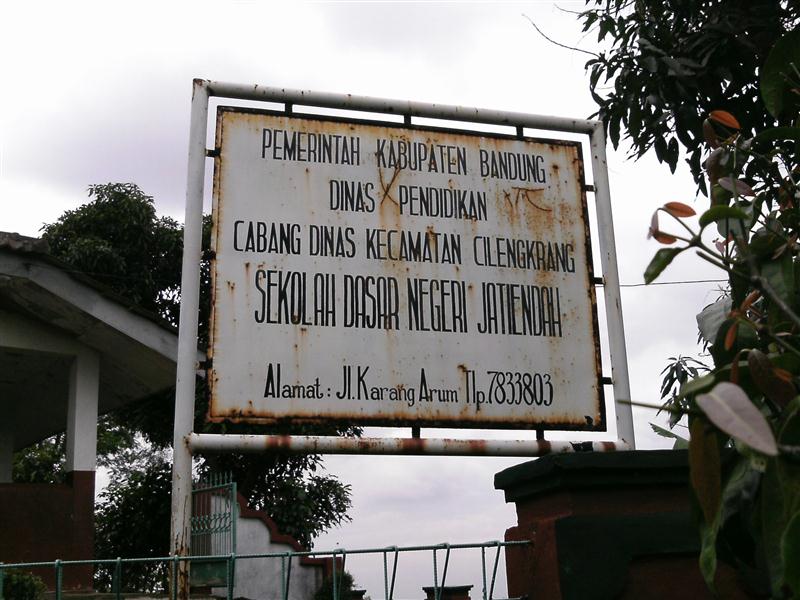 PEMERINTAH KABUPATEN BANDUNG
DINAS PENDIDIKAN
CABANG DINAS KECAMATAN CILENGKRANG
SEKOLAH DASAR NEGERI JATIENDAH
Alamat : Jl. Karang Arum Tlp. 7833803